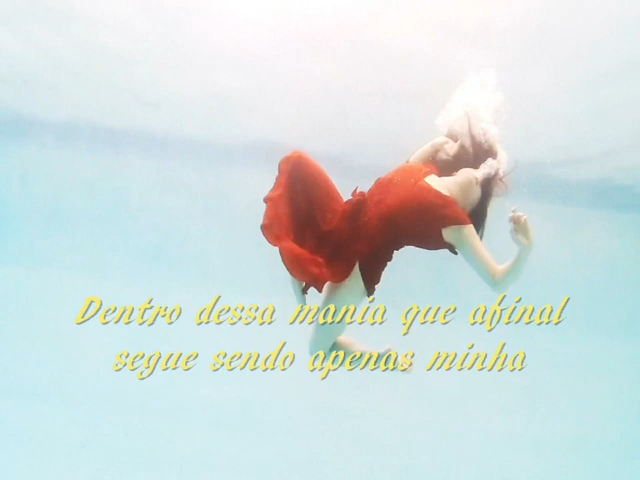 Dentro dessa mania que afinal
segue sendo apenas minha